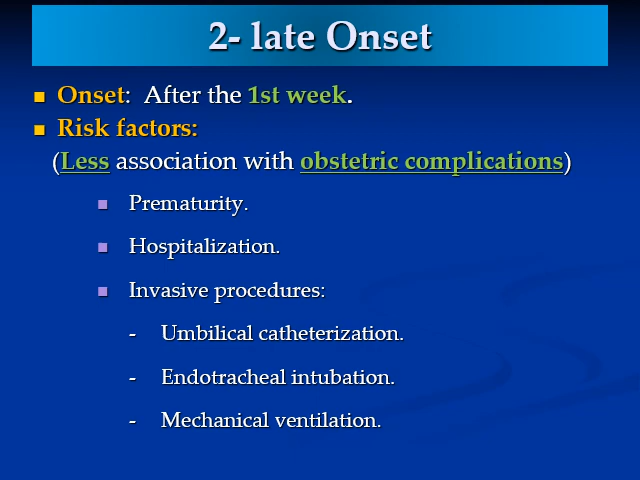 2- late Onset
Onset: After the 1st week.
Risk factors:
(Less association with obstetric complications)
Prematurity.
Hospitalization.
Invasive procedures:
- Umbilical catheterization.
- Endotracheal intubation.
- Mechanical ventilation.